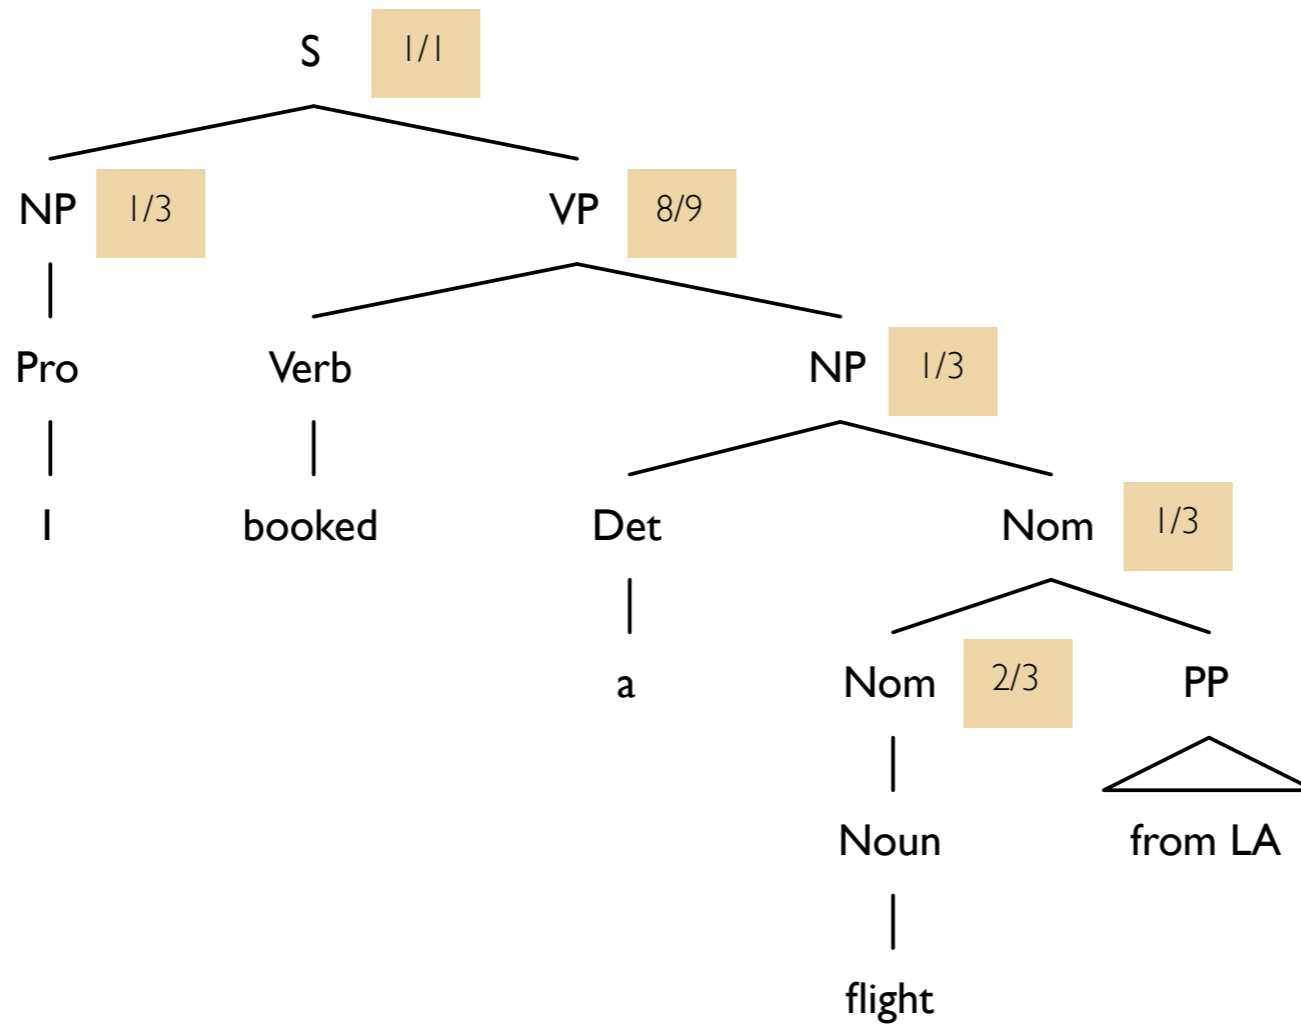 S 1/1
NP 1/3 VP 8/9
Pro Verb NP 1/3
I booked Det Nom 1/3
a Nom 2/3 PP
Noun from LA
flight